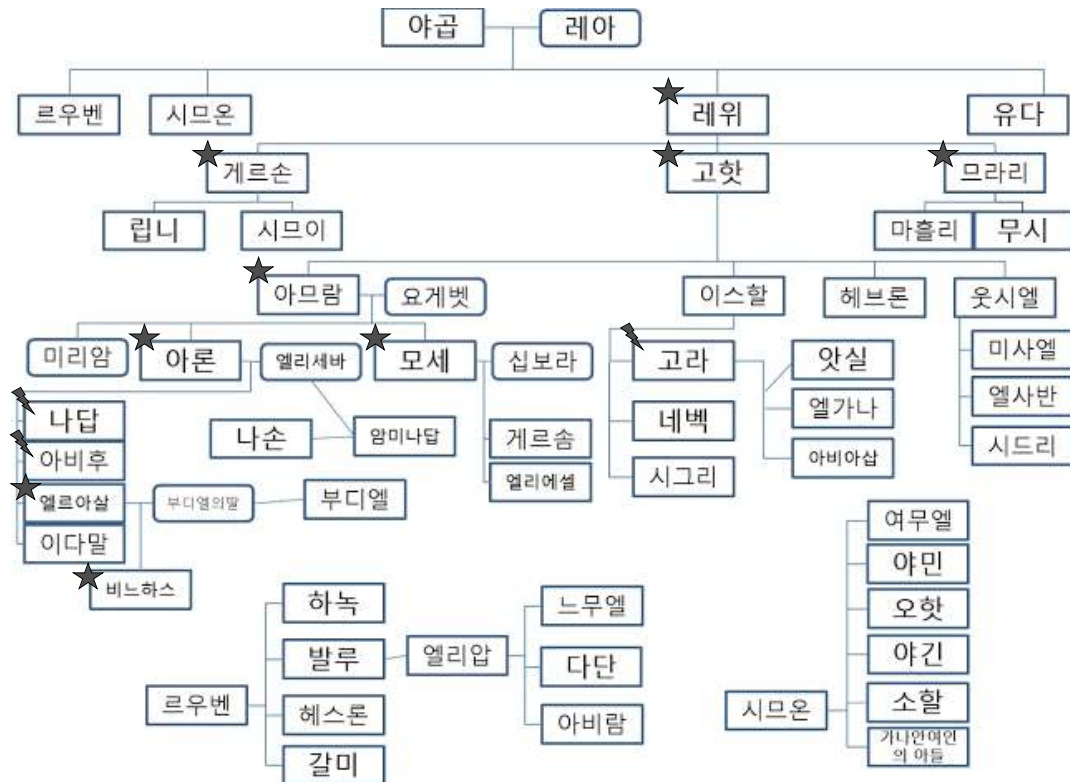 야곱
레아
르우벤
시므온
레위
유다
게르손
고핫
므라리
립니
시므이
마흘리
무시
아므람
요게벳
이스할
헤브론
웃시엘
미리암
아론
엘리세바
모세
십보라
고라
앗실
미사엘
나답
나손
암미나답
게르솜
네벡
엘가나
엘사반
아비후
엘리에셀
시그리
아비아삽
시드리
엘르아살
부디엘의딸
부디엘
이다말
비느하스
하녹
느무엘
여무엘
야민
발루
엘리압
다단
오핫
야긴
르우벤
헤스론
아비람
시므온
소할
갈미
가나안여인
의 아들